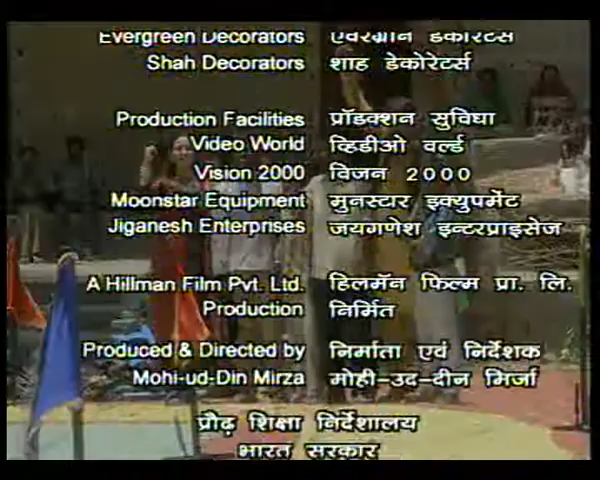 Evergreen Decorators एवरग्रीन डेकोरेटर्स
Shah Decorators शाह डेकोरेटर्स
Production Facilities प्रॉडक्शन सुविधा
Video World व्हिडीओ वर्ल्ड
Vision 2000 विजन 2000
Moonstar Equipment मुनस्टार इक्युपमेंट
Jiganesh Enterprises जयगणेश इन्टरप्राइसेज
A Hillman Film Pvt. Ltd. हिलमॅन फिल्म प्रा. लि.
Production निर्मित
Produced & Directed by निर्माता एवं निर्देशक
Mohi-ud-Din Mirza मोही-उद-दीन मिर्जा
प्रौढ़ शिक्षा निर्देशालय
भारत सरकार